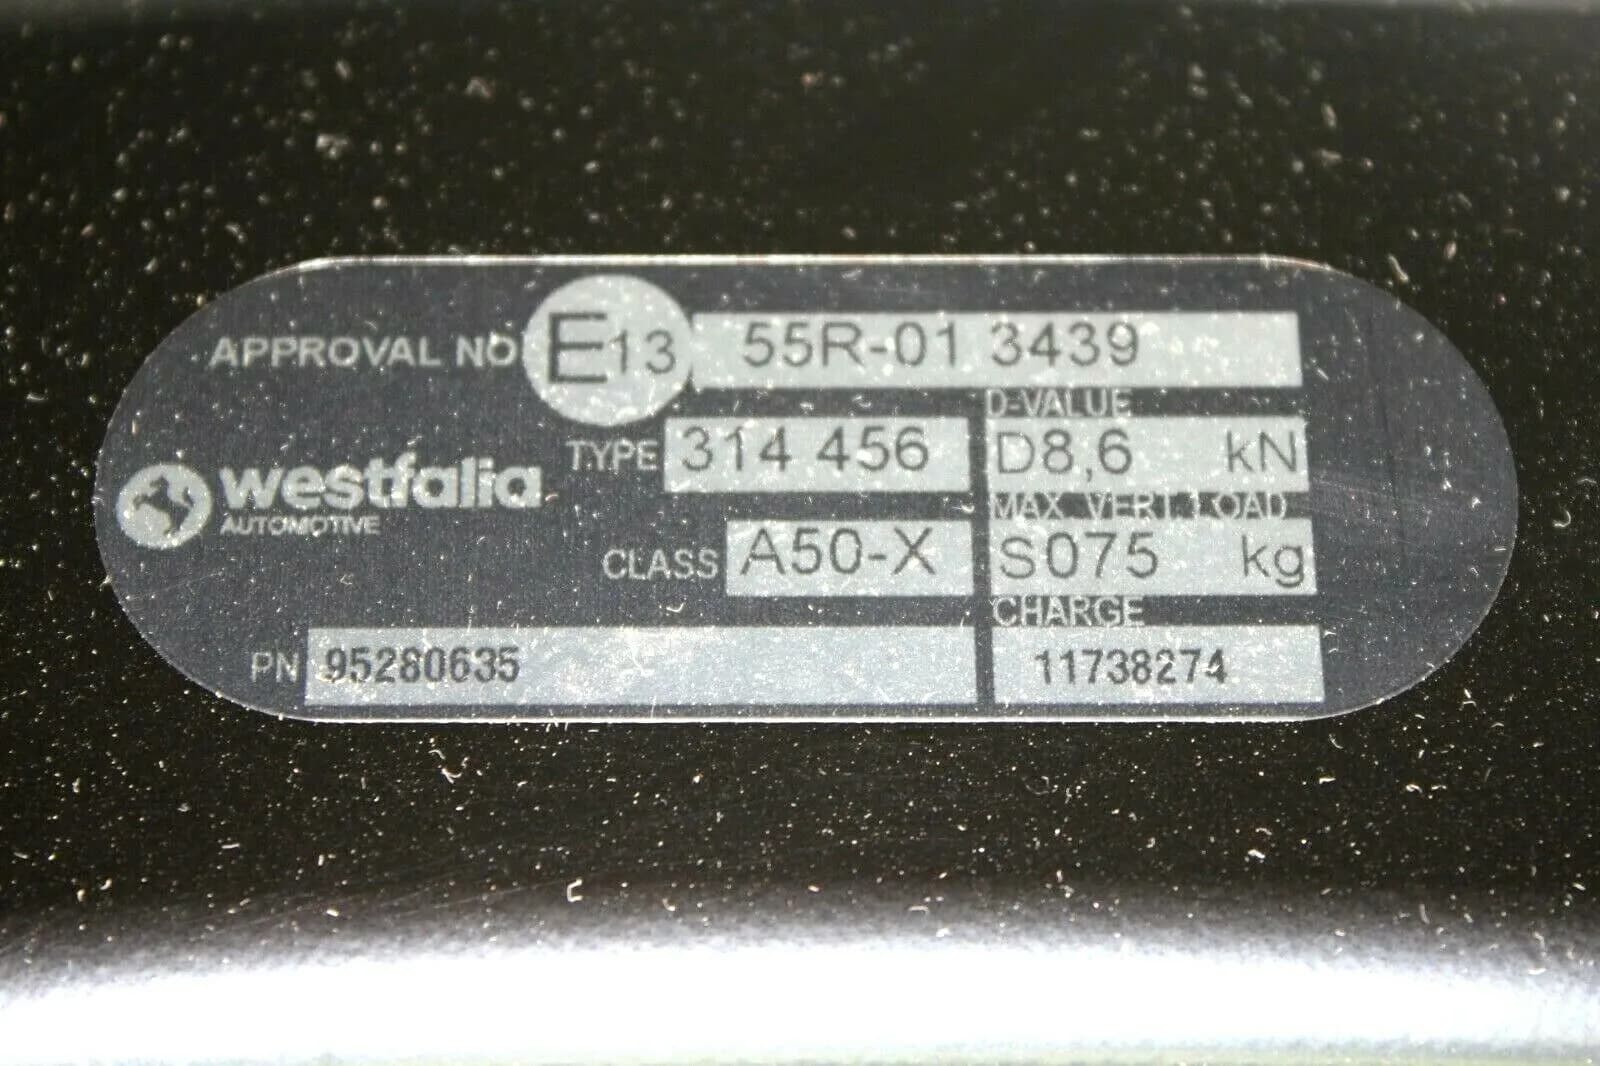 APPROVAL NO E13 55R-01 3439
D-VALUE
TYPE 314 456 D8,6 kN
westfalia
AUTOMOTIVE
MAX. VERT. LOAD
CLASS A50-X S075 kg
CHARGE
PN 95280635 11738274